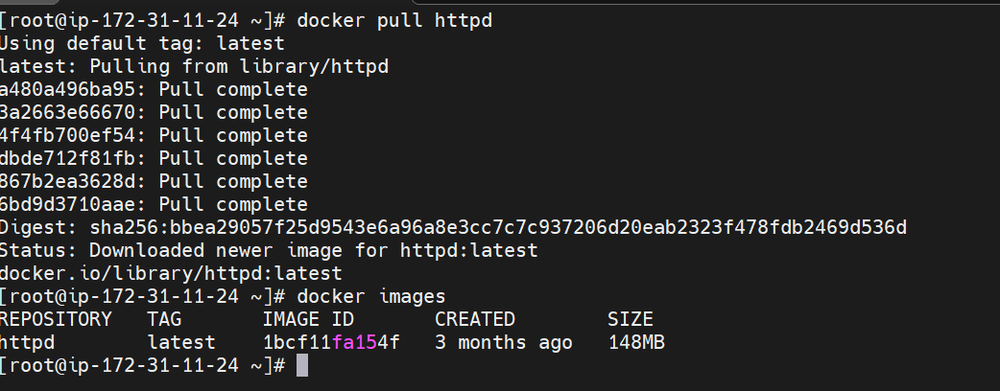 [root@ip-172-31-11-24 ~]# docker pull httpd
Using default tag: latest
latest: Pulling from library/httpd
a480a496ba95: Pull complete
3a2663e66670: Pull complete
4f4fb700ef54: Pull complete
dbde712f81fb: Pull complete
867b2ea3628d: Pull complete
6bd9d3710aae: Pull complete
Digest: sha256:bbea29057f25d9543e6a96a8e3cc7c7c937206d20eab2323f478fdb2469d536d
Status: Downloaded newer image for httpd:latest
docker.io/library/httpd:latest
[root@ip-172-31-11-24 ~]# docker images
REPOSITORY   TAG       IMAGE ID       CREATED        SIZE
httpd        latest    1bcf11fa154f   3 months ago   148MB
[root@ip-172-31-11-24 ~]#